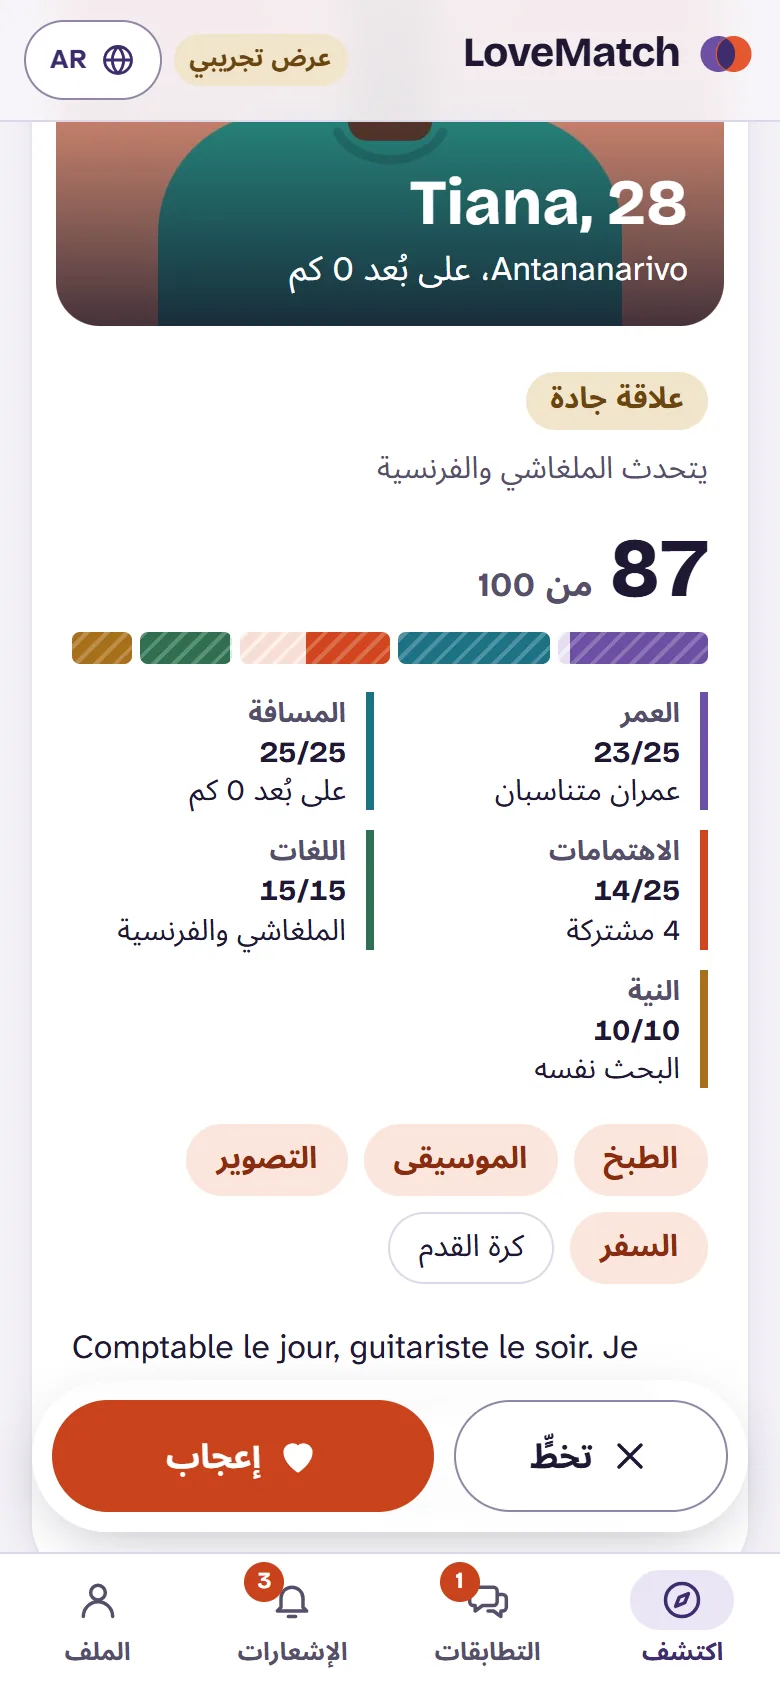 LoveMatch
عرض تجريبي
AR
Tiana, 28
Antananarivo، على بُعد 0 كم
علاقة جادة
يتحدث الملغاشي والفرنسية
87 من 100
العمر
23/25
عمران متناسبان
المسافة
25/25
على بُعد 0 كم
الاهتمامات
14/25
4 مشتركة
اللغات
15/15
الملغاشي والفرنسية
النية
10/10
البحث نفسه
الطبخ
الموسيقى
التصوير
السفر
كرة القدم
Comptable le jour, guitariste le soir. Je
تخطٍّ
إعجاب
اكتشف
1
التطابقات
3
الإشعارات
الملف